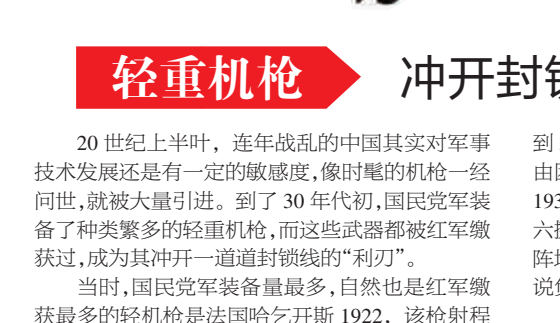 轻重机枪
冲开封锁
20 世纪上半叶，连年战乱的中国其实对军事
技术发展还是有一定的敏感度，像时髦的机枪一经
问世，就被大量引进。到了 30 年代初，国民党军装
备了种类繁多的轻重机枪，而这些武器都被红军缴
获过，成为其冲开一道道封锁线的“利刃”。
当时，国民党军装备量最多，自然也是红军缴
获最多的轻机枪是法国哈乞开斯 1922，该枪射程
到
由
193
六
阵
说